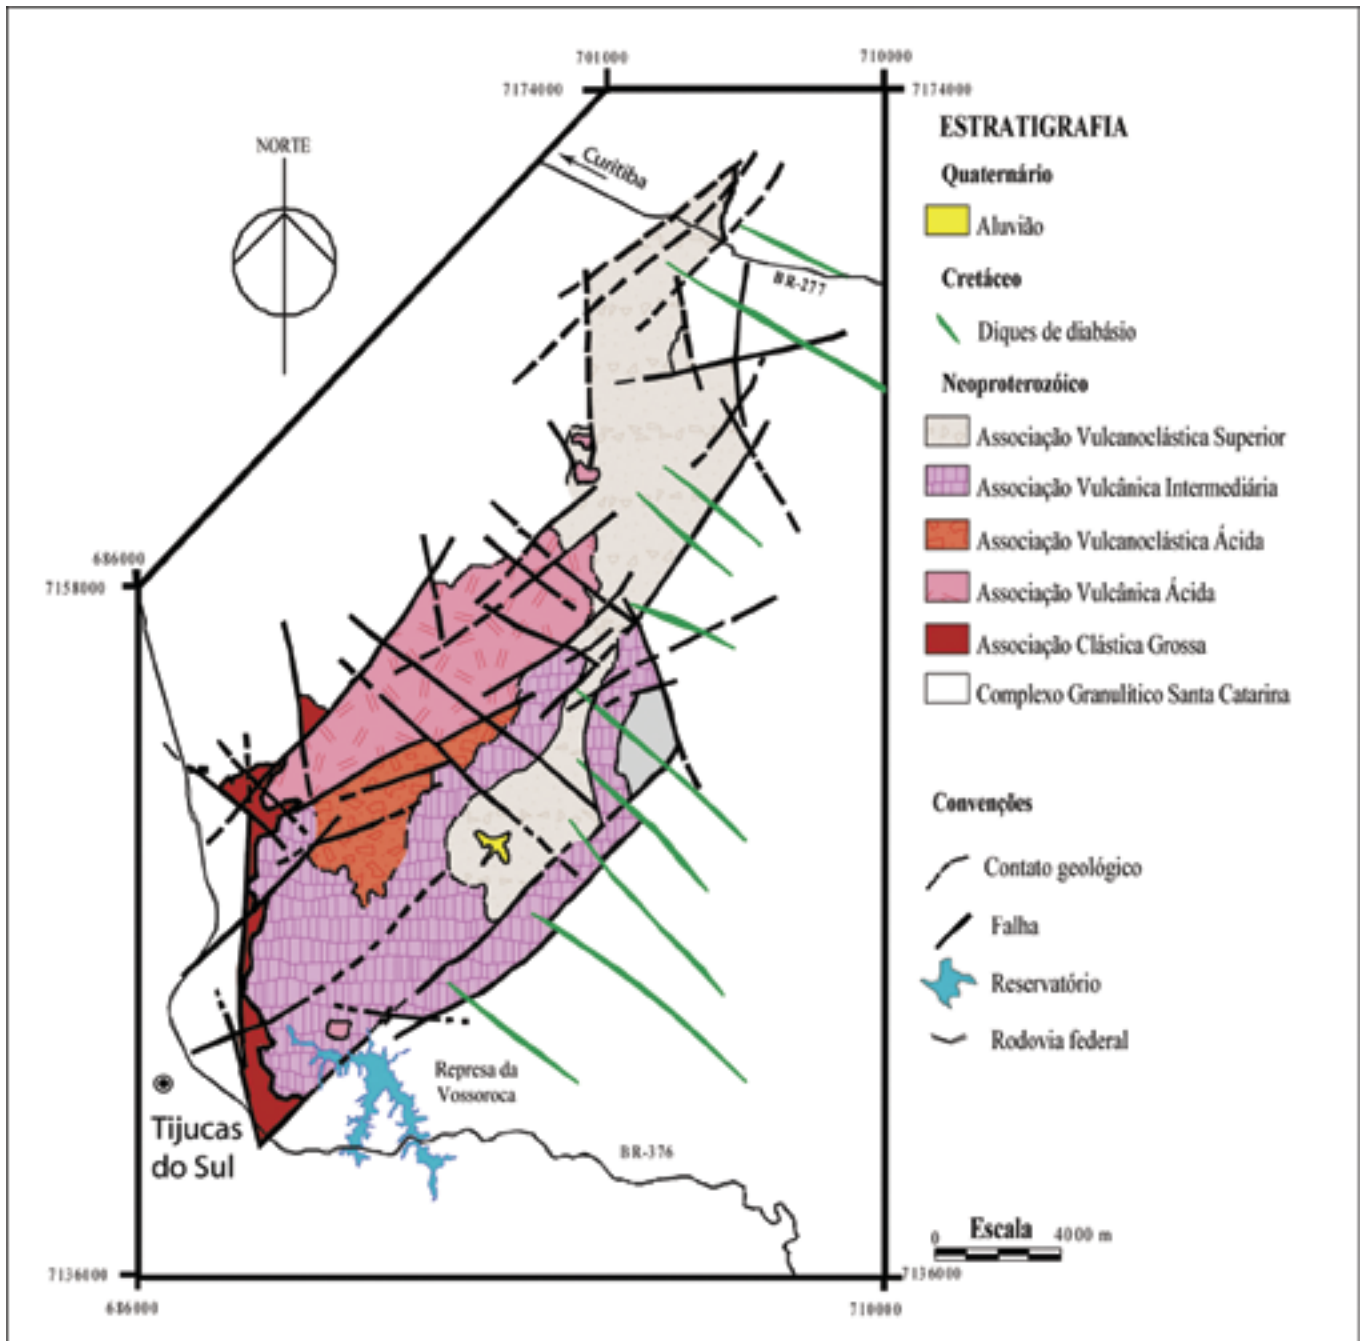 701000
710000
7174000
7174000
NORTE
Curitiba
BR-277
ESTRATIGRAFIA
Quaternário
Aluvião
Cretáceo
Diques de diabásio
Neoproterozóico
Associação Vulcanoclástica Superior
Associação Vulcânica Intermediária
Associação Vulcanoclástica Ácida
Associação Vulcânica Ácida
Associação Clástica Grossa
Complexo Granulítico Santa Catarina
686000
7158000
Convenções
Contato geológico
Falha
Reservatório
Rodovia federal
Represa da
Vossoroca
Tijucas
do Sul
BR-376
Escala
0
4000 m
7136000
7136000
686000
710000